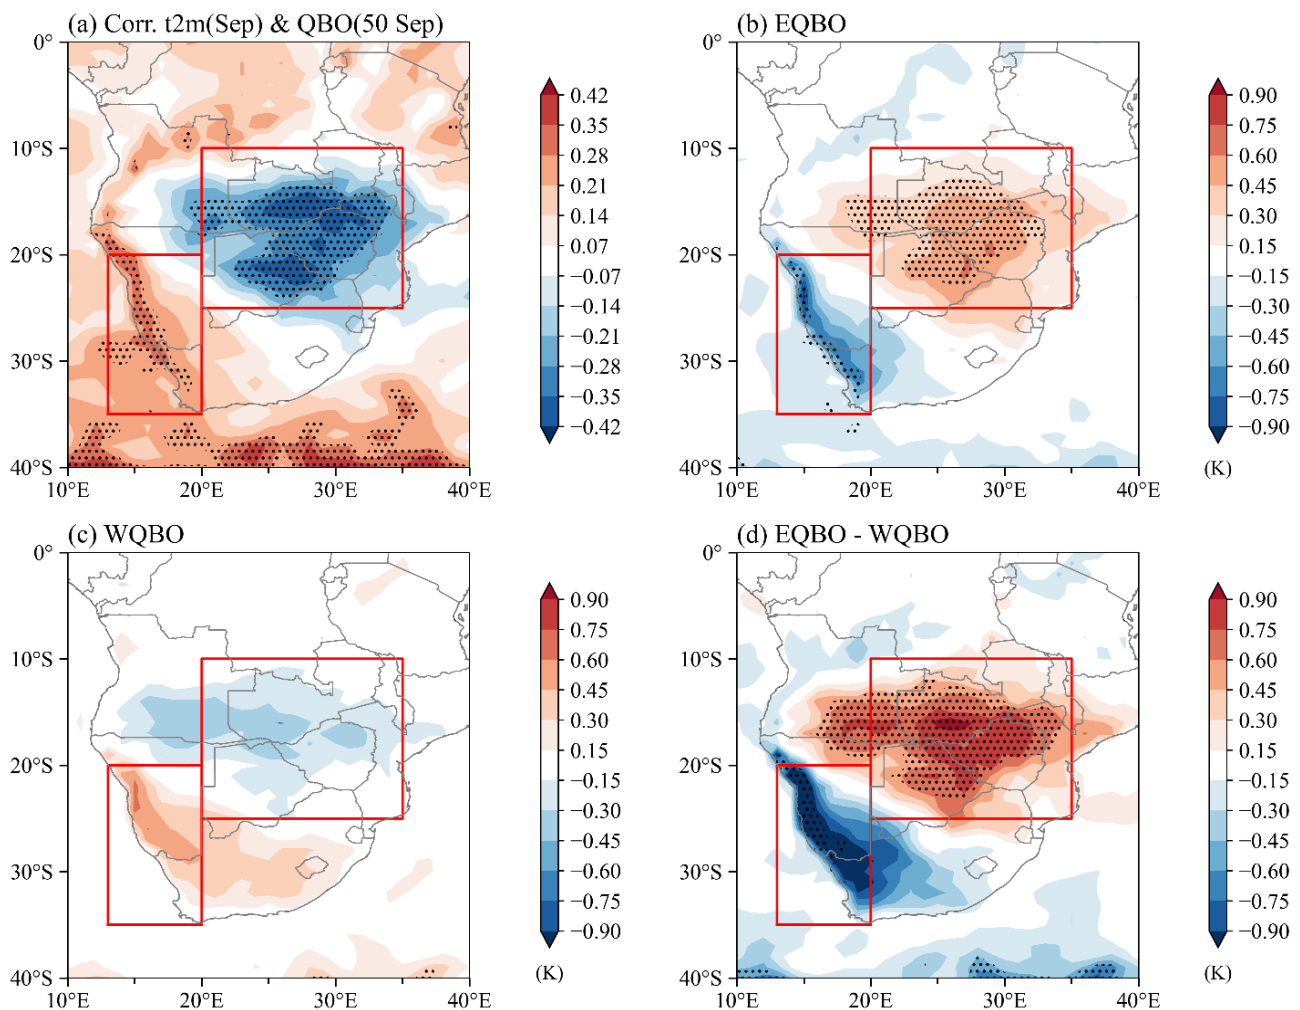 (a) Corr. t2m(Sep) & QBO(50 Sep)
0°
10°S
20°S
30°S
40°S
10°E
20°E
30°E
40°E
0.42
0.35
0.28
0.21
0.14
0.07
−0.07
−0.14
−0.21
−0.28
−0.35
−0.42
(b) EQBO
0°
10°S
20°S
30°S
40°S
10°E
20°E
30°E
40°E
0.90
0.75
0.60
0.45
0.30
0.15
−0.15
−0.30
−0.45
−0.60
−0.75
−0.90
(K)
(c) WQBO
0°
10°S
20°S
30°S
40°S
10°E
20°E
30°E
40°E
0.90
0.75
0.60
0.45
0.30
0.15
−0.15
−0.30
−0.45
−0.60
−0.75
−0.90
(K)
(d) EQBO - WQBO
0°
10°S
20°S
30°S
40°S
10°E
20°E
30°E
40°E
0.90
0.75
0.60
0.45
0.30
0.15
−0.15
−0.30
−0.45
−0.60
−0.75
−0.90
(K)